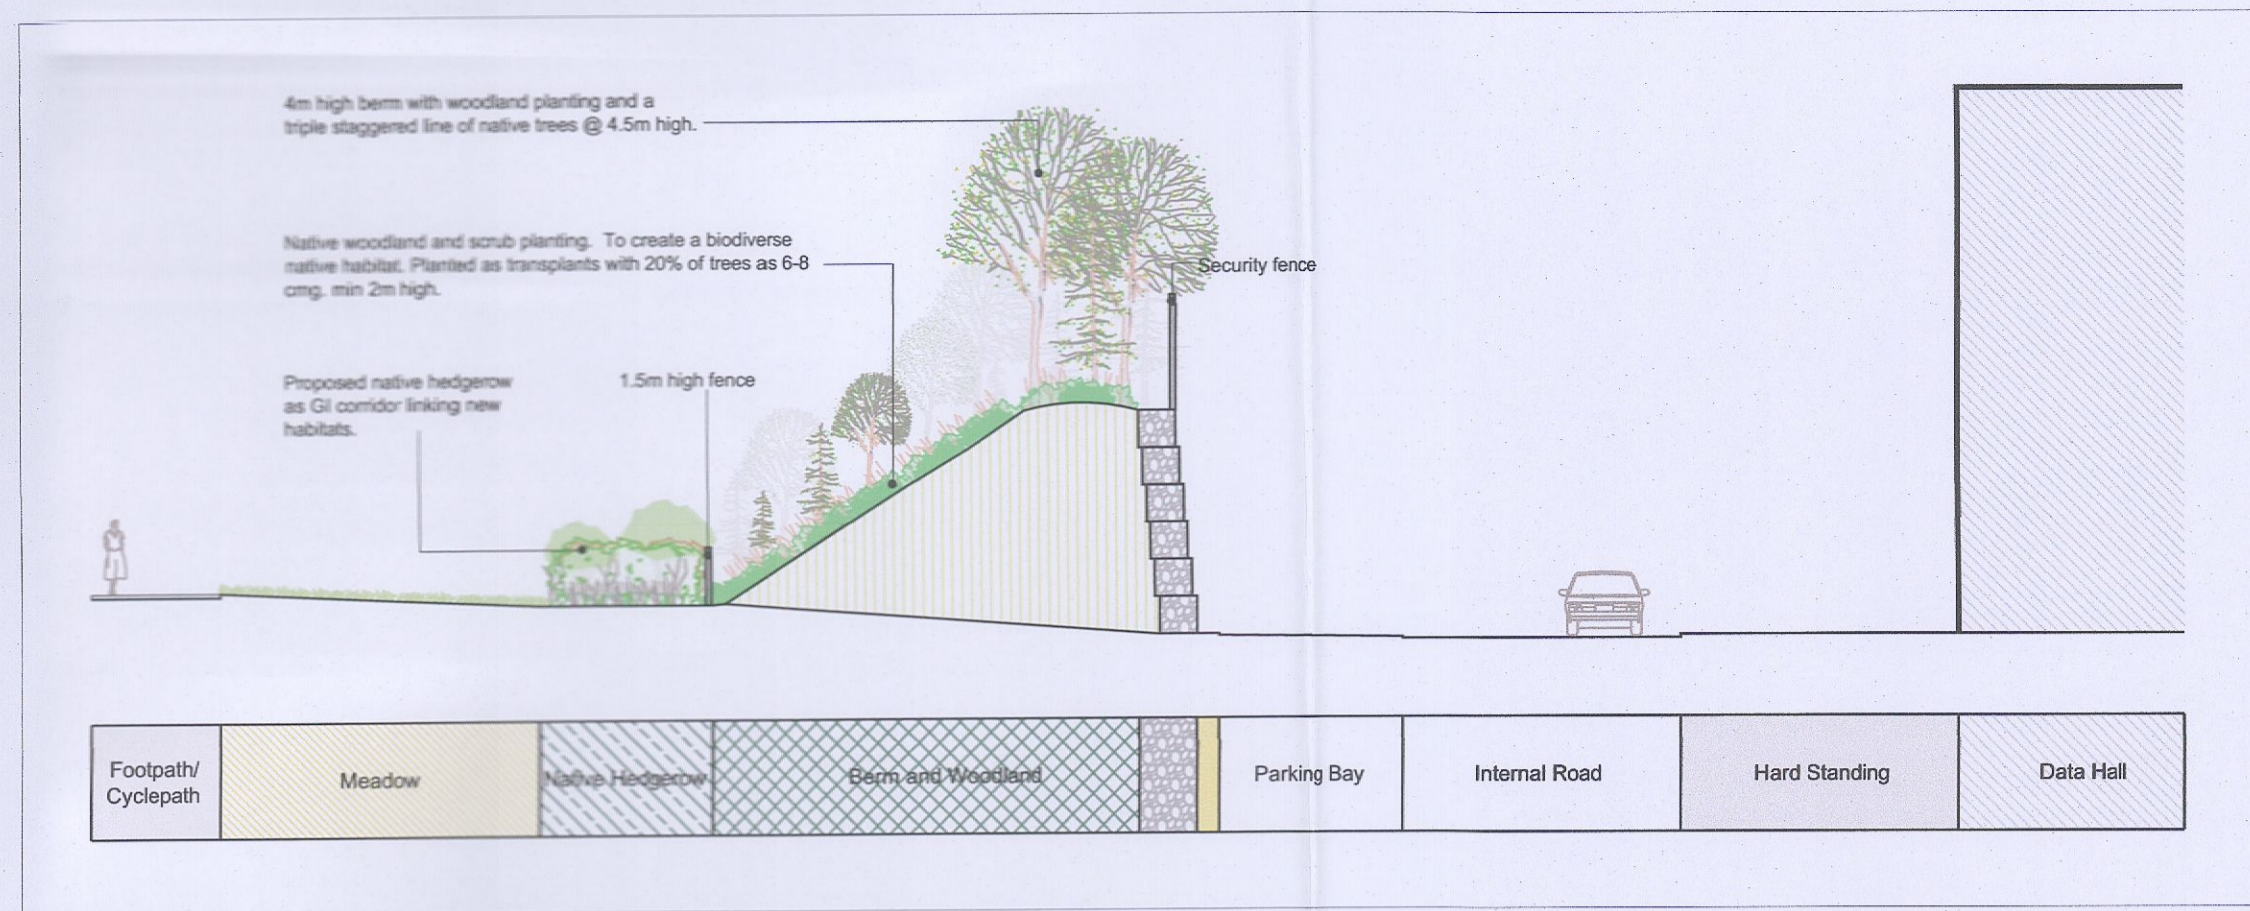 4m high berm with woodland planting and a
triple staggered line of native trees @ 4.5m high.
Native woodland and scrub planting. To create a biodiverse
native habitat. Planted as transplants with 20% of trees as 6-8
cmg. min 2m high.
Security fence
Proposed native hedgerow
as GI corridor linking new
habitats.
1.5m high fence
Footpath/
Cyclepath
Meadow
Native Hedgerow
Berm and Woodland
Parking Bay
Internal Road
Hard Standing
Data Hall